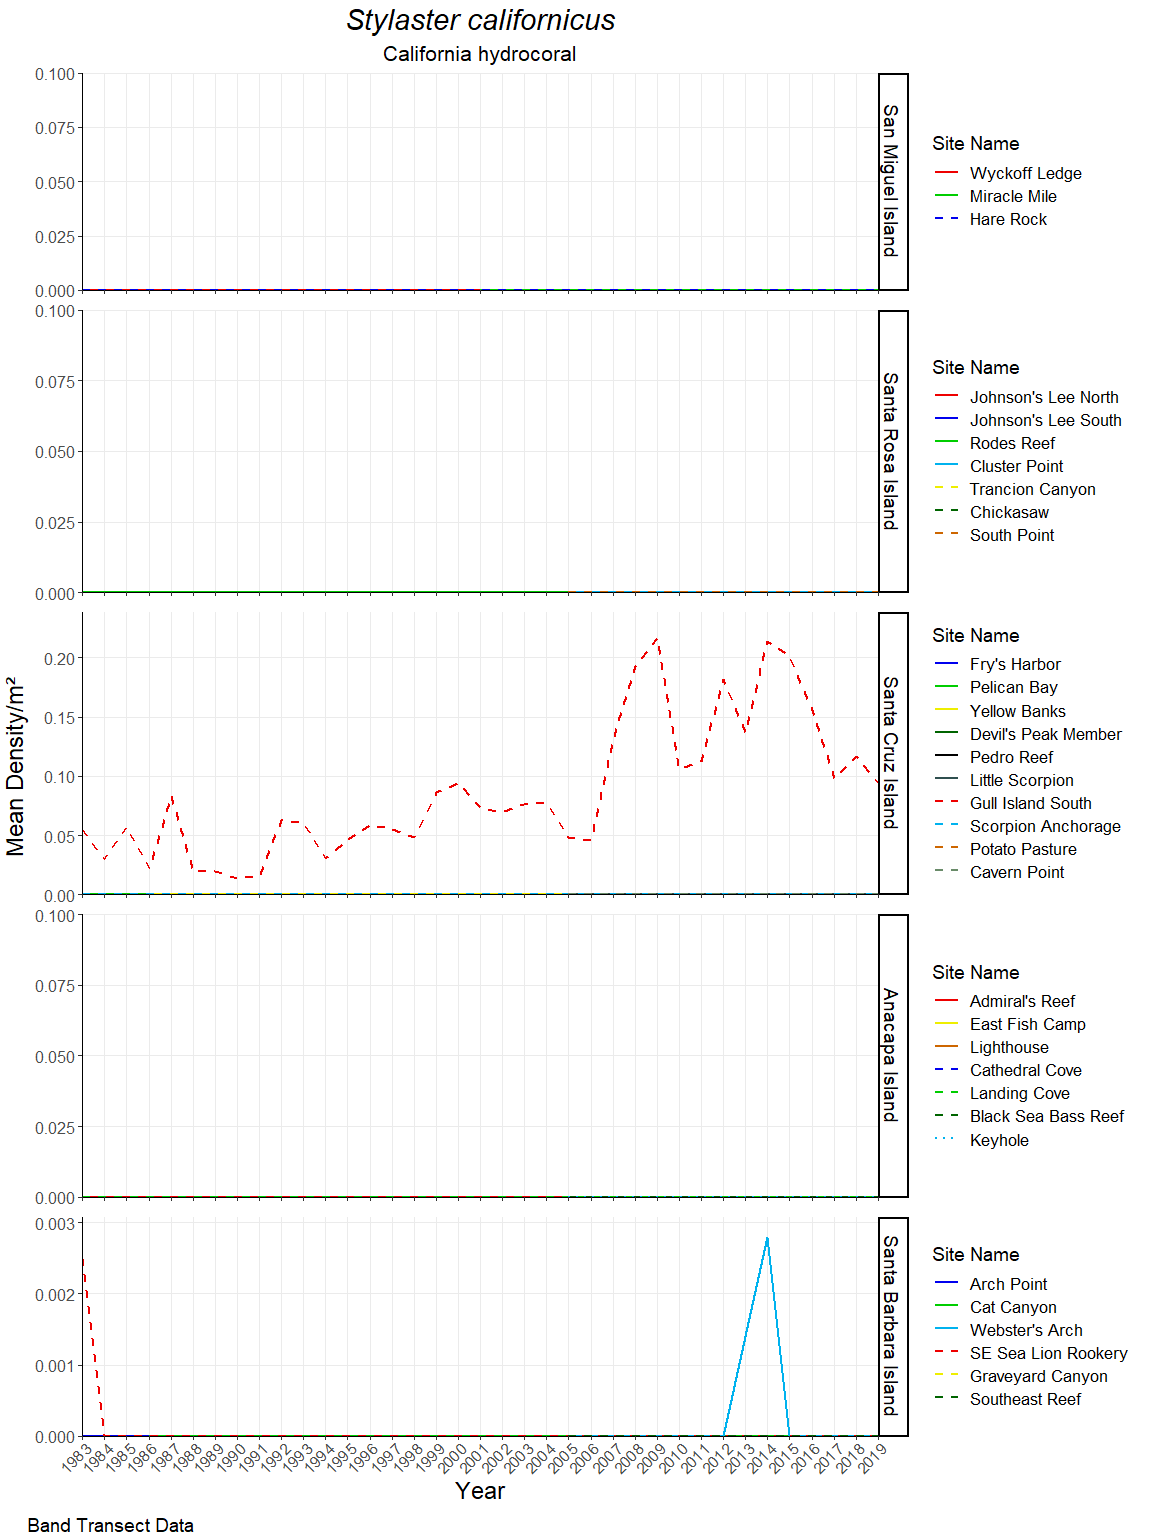 Stylaster californicus
California hydrocoral
Mean Density/m²
0.100
0.075
0.050
0.025
0.000
San Miguel Island
Site Name
Wyckoff Ledge
Miracle Mile
Hare Rock
0.100
0.075
0.050
0.025
0.000
Santa Rosa Island
Site Name
Johnson's Lee North
Johnson's Lee South
Rodes Reef
Cluster Point
Trancion Canyon
Chickasaw
South Point
0.20
0.15
0.10
0.05
0.00
Santa Cruz Island
Site Name
Fry's Harbor
Pelican Bay
Yellow Banks
Devil's Peak Member
Pedro Reef
Little Scorpion
Gull Island South
Scorpion Anchorage
Potato Pasture
Cavern Point
0.100
0.075
0.050
0.025
0.000
Anacapa Island
Site Name
Admiral's Reef
East Fish Camp
Lighthouse
Cathedral Cove
Landing Cove
Black Sea Bass Reef
Keyhole
0.003
0.002
0.001
0.000
Santa Barbara Island
Site Name
Arch Point
Cat Canyon
Webster's Arch
SE Sea Lion Rookery
Graveyard Canyon
Southeast Reef
1983 1984 1985 1986 1987 1988 1989 1990 1991 1992 1993 1994 1995 1996 1997 1998 1999 2000 2001 2002 2003 2004 2005 2006 2007 2008 2009 2010 2011 2012 2013 2014 2015 2016 2017 2018 2019
Year
Band Transect Data